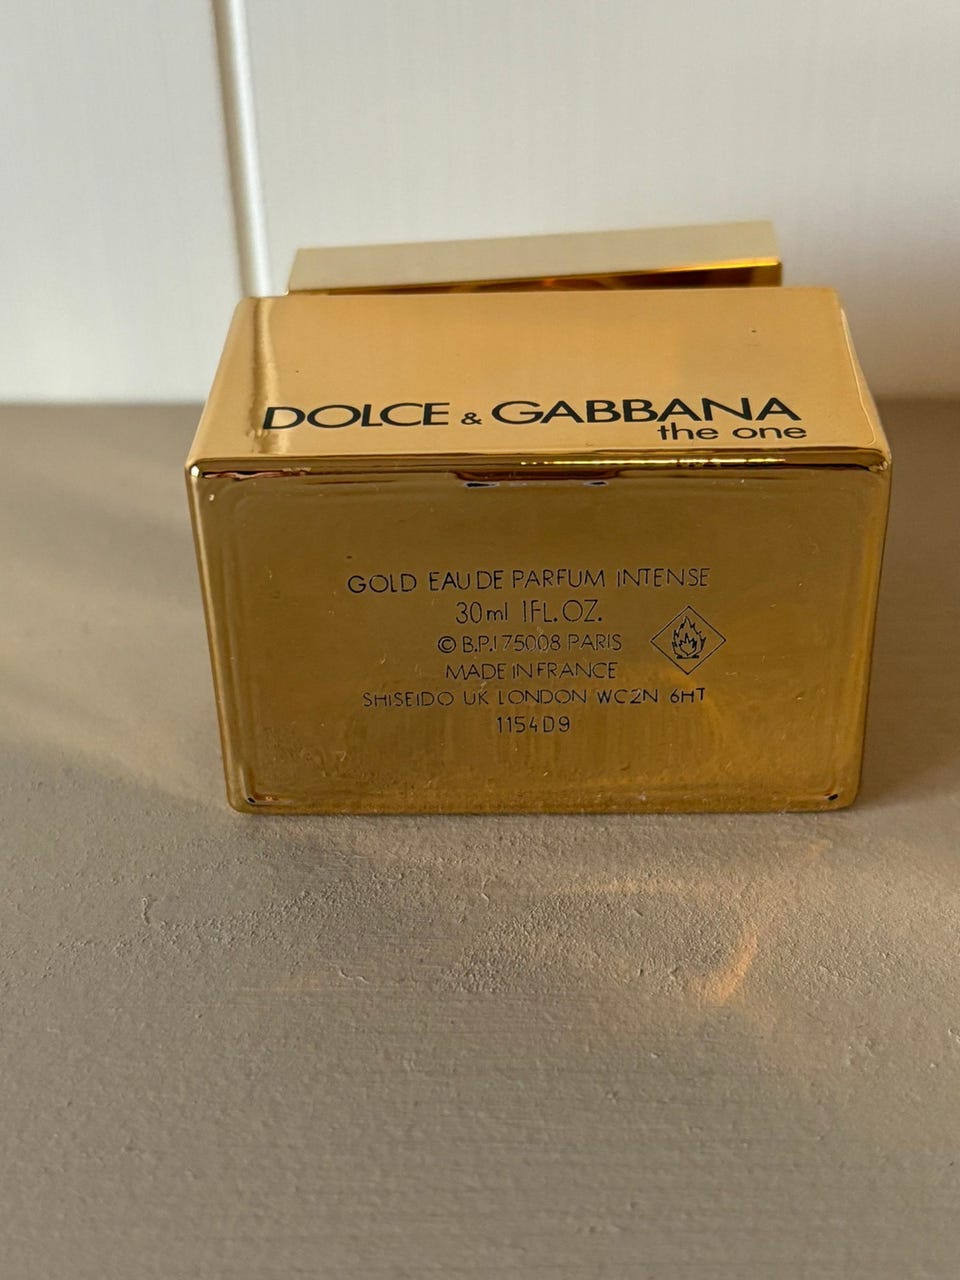 DOLCE & GABBANA
the one
GOLD EAU DE PARFUM INTENSE
30ml 1FL.OZ.
© B.P.I 75008 PARIS
MADE IN FRANCE
SHISEIDO UK LONDON WC2N 6HT
1154D9